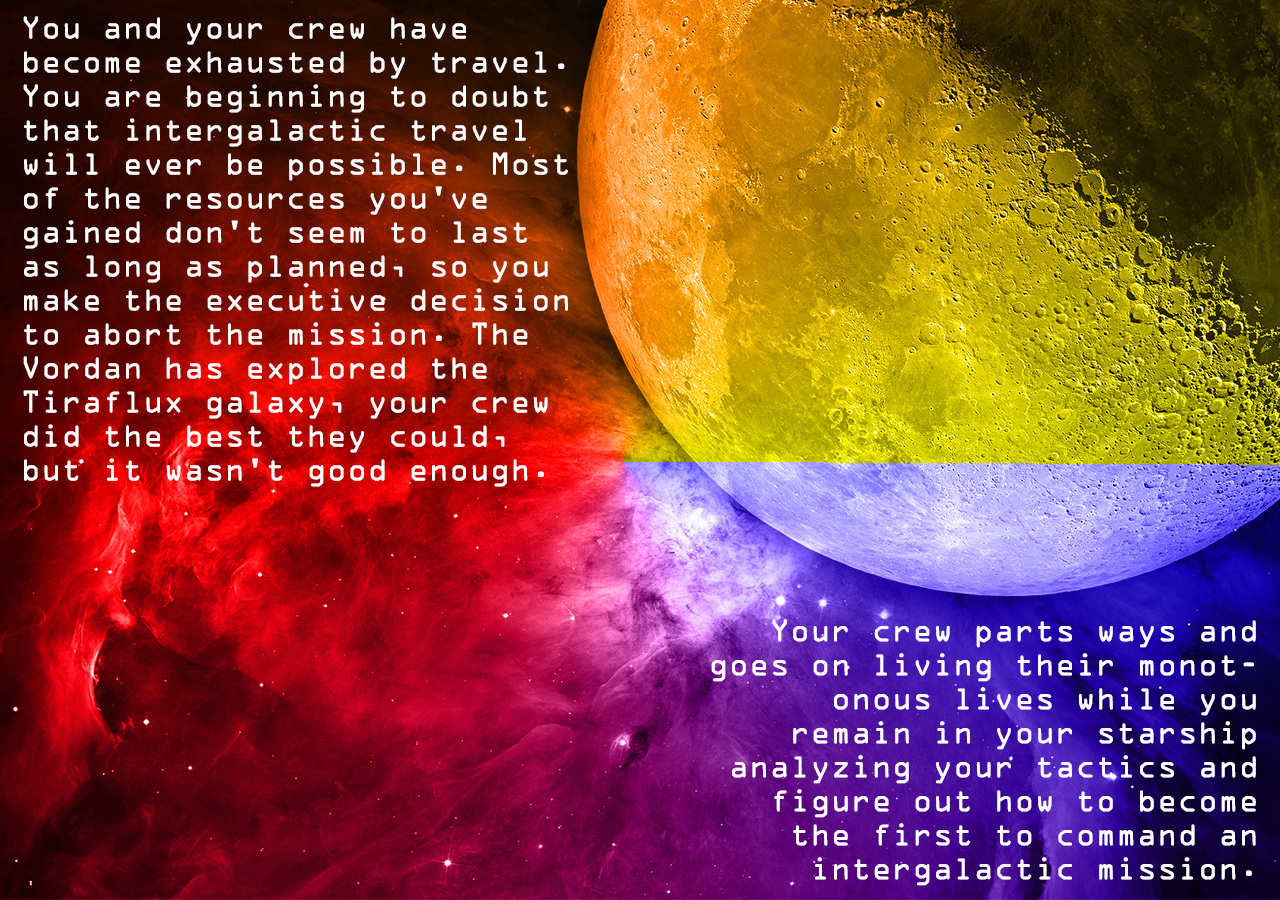 You and your crew have
become exhausted by travel.
You are beginning to doubt
that intergalactic travel
will ever be possible. Most
of the resources you've
gained don't seem to last
as long as planned, so you
make the executive decision
to abort the mission. The
Vordan has explored the
Tiraflux galaxy, your crew
did the best they could,
but it wasn't good enough.
Your crew parts ways and
goes on living their monot-
onous lives while you
remain in your starship
analyzing your tactics and
figure out how to become
the first to command an
intergalactic mission.